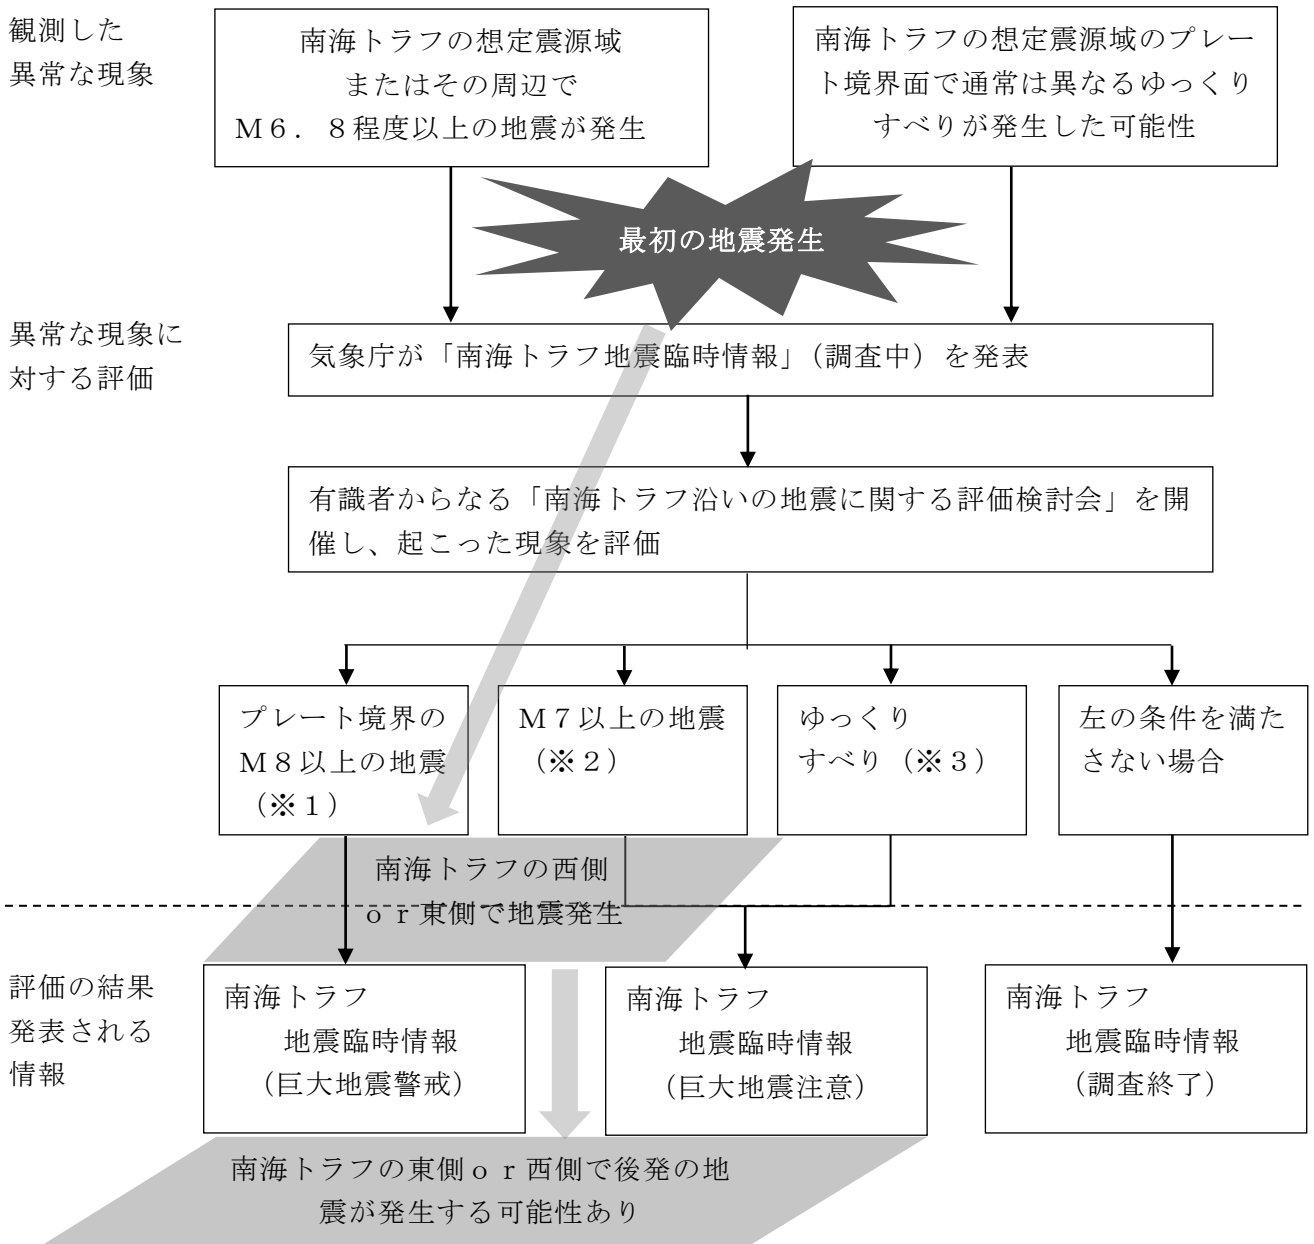 観測した
異常な現象
南海トラフの想定震源域
またはその周辺で
Ｍ６．８程度以上の地震が発生
南海トラフの想定震源域のプレー
ト境界面で通常は異なるゆっくり
すべりが発生した可能性
最初の地震発生
異常な現象に
対する評価
気象庁が「南海トラフ地震臨時情報」（調査中）を発表
有識者からなる「南海トラフ沿いの地震に関する評価検討会」を開
催し、起こった現象を評価
プレート境界の
Ｍ８以上の地震
（※１）
Ｍ７以上の地震
（※２）
ゆっくり
すべり（※３）
左の条件を満た
さない場合
南海トラフの西側
ｏｒ東側で地震発生
評価の結果
発表される
情報
南海トラフ
地震臨時情報
（巨大地震警戒）
南海トラフ
地震臨時情報
（巨大地震注意）
南海トラフ
地震臨時情報
（調査終了）
南海トラフの東側ｏｒ西側で後発の地
震が発生する可能性あり